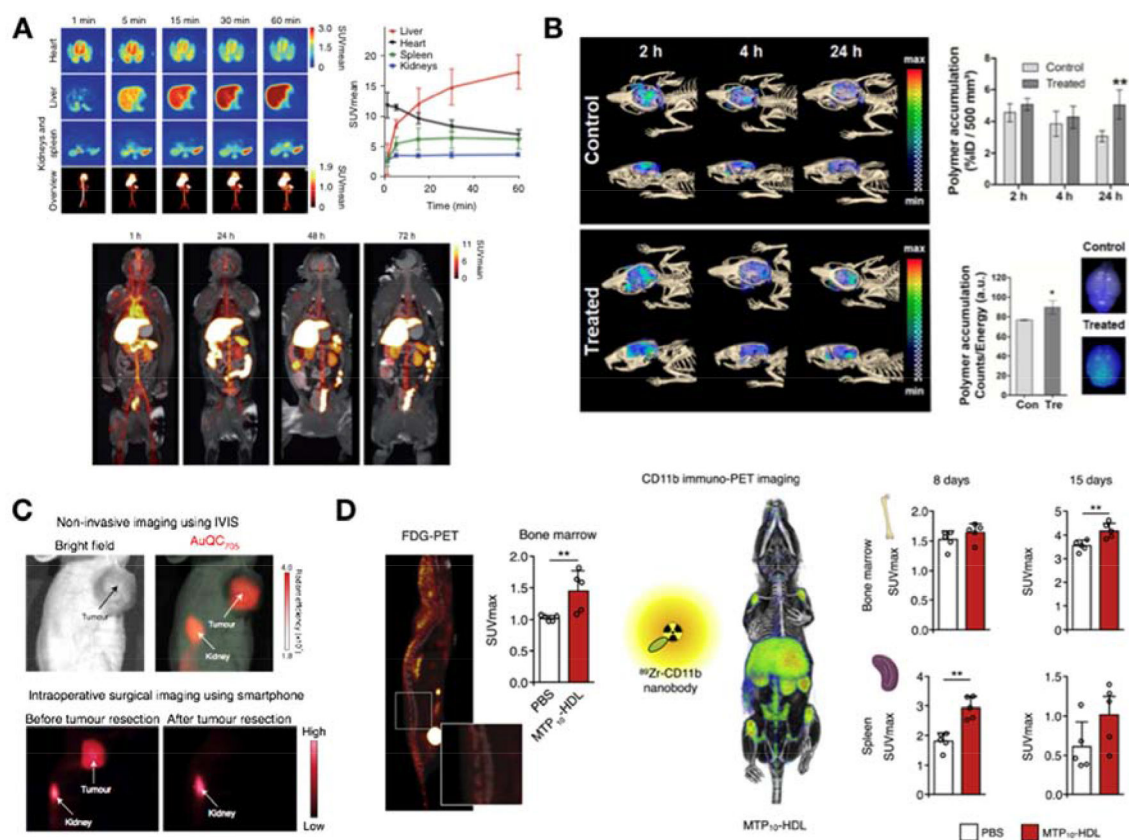 A
1 min 5 min 15 min 30 min 60 min
Heart
Liver
Kidneys and
spleen
Overview
3.0
1.5
0
SUVmean
1.9
1.0
0
SUVmean
Liver
Heart
Spleen
Kidneys
SUVmean
20
15
10
5
0
0 20 40 60
Time (min)
1 h 24 h 48 h 72 h
11
6
0
SUVmean
B
2 h 4 h 24 h
Control
max
min
Treated
max
min
Control
Treated
**
Polymer accumulation
(%ID / 500 mm³)
8
6
4
2
0
2 h 4 h 24 h
Polymer accumulation
Counts/Energy (a.u.)
120
100
80
60
40
20
0
*
Con Tre
Control
Treated
C
Non-invasive imaging using IVIS
Bright field AuQC705
Tumour
Tumour
Kidney
4.0
1.8
Intraoperative surgical imaging using smartphone
Before tumour resection After tumour resection
Tumour
Kidney
Kidney
High
Low
D
FDG-PET
Bone marrow
**
SUVmax
2.0
1.5
1.0
0.5
0.0
PBS
MTP10-HDL
CD11b immuno-PET imaging
89Zr-CD11b
nanobody
MTP10-HDL
8 days 15 days
Bone marrow
SUVmax
2.0
1.5
1.0
0.5
0.0
SUVmax
**
5
4
3
2
1
0
Spleen
SUVmax
**
4
3
2
1
0
SUVmax
1.5
1.0
0.5
0.0
PBS MTP10-HDL